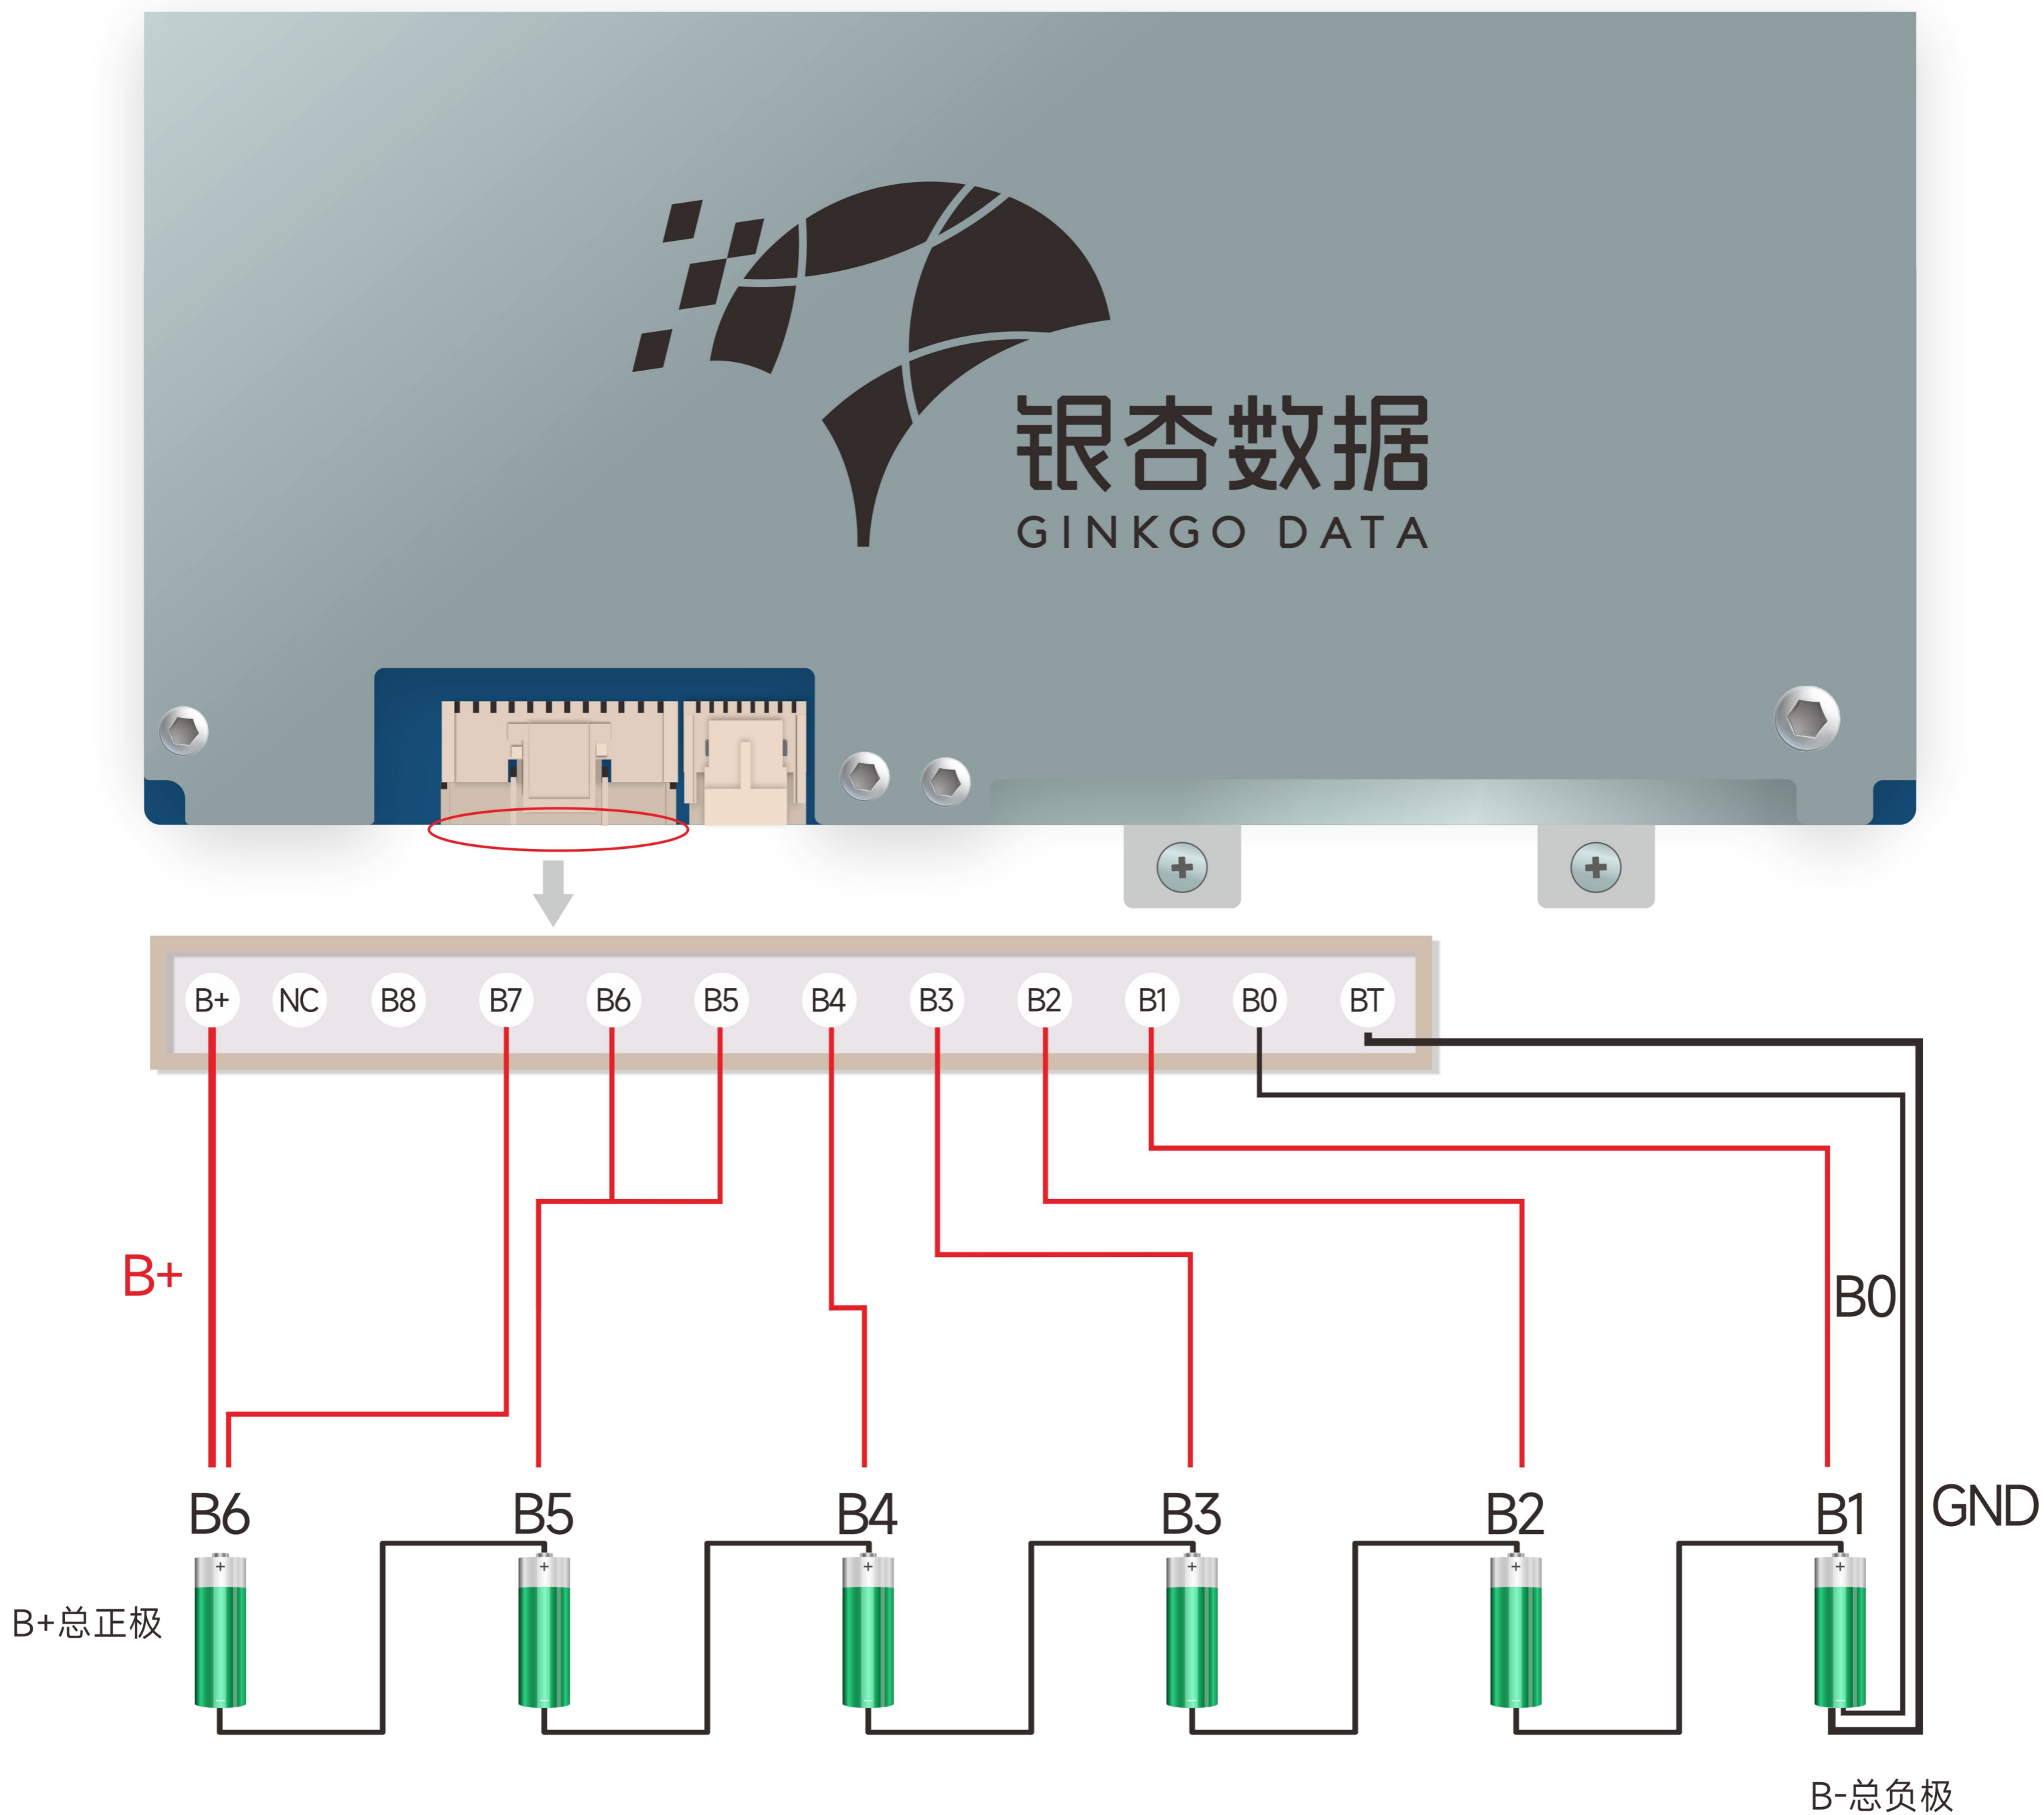 银杏数据
GINKGO DATA
B+ NC B8 B7 B6 B5 B4 B3 B2 B1 B0 BT
B+
B0
B6 B5 B4 B3 B2 B1 GND
+ + + + + +
B+总正极
- - - - - -
B-总负极